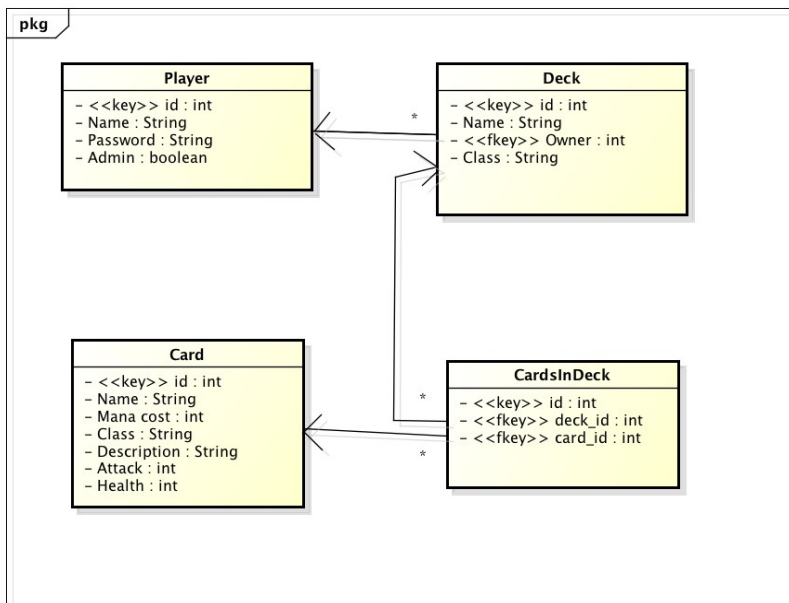 pkg
Player
- <<key>> id : int
- Name : String
- Password : String
- Admin : boolean
Deck
- <<key>> id : int
- Name : String
- <<fkey>> Owner : int
- Class : String
*
Card
- <<key>> id : int
- Name : String
- Mana cost : int
- Class : String
- Description : String
- Attack : int
- Health : int
CardsInDeck
- <<key>> id : int
- <<fkey>> deck_id : int
- <<fkey>> card_id : int
*
*